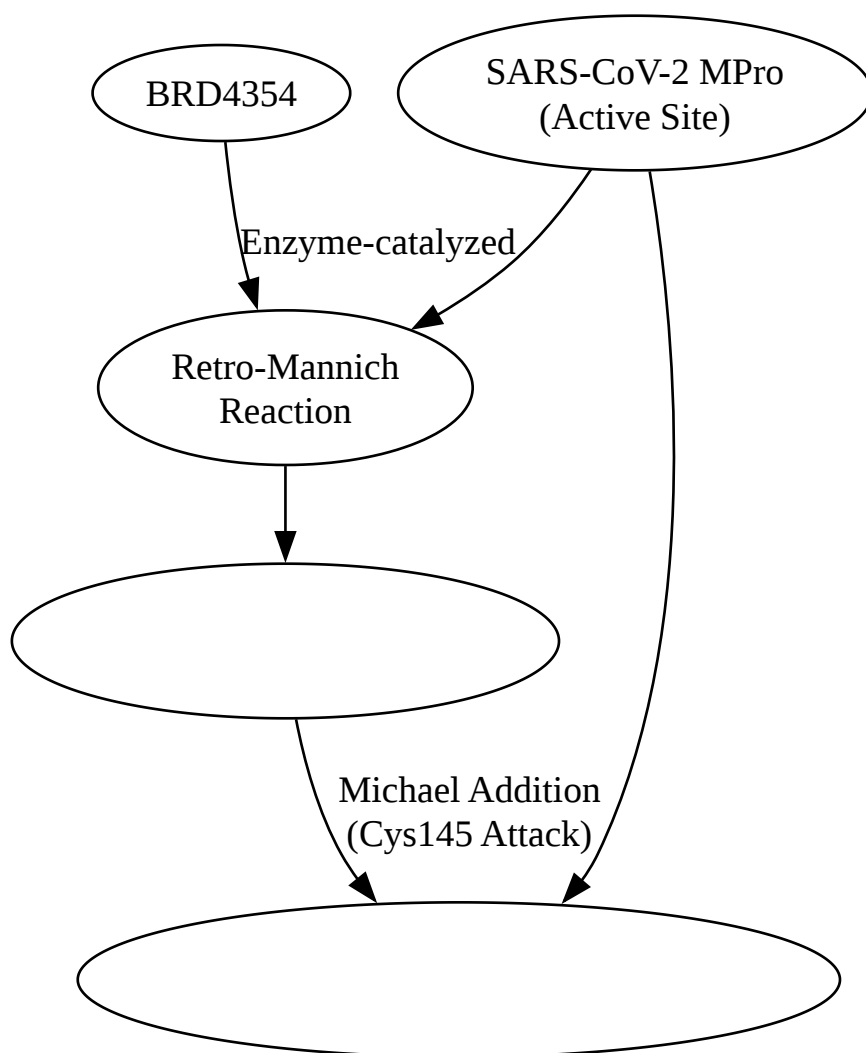 BRD4354
SARS-CoV-2 MPro
(Active Site)
Enzyme-catalyzed
Retro-Mannich
Reaction
Michael Addition
(Cys145 Attack)